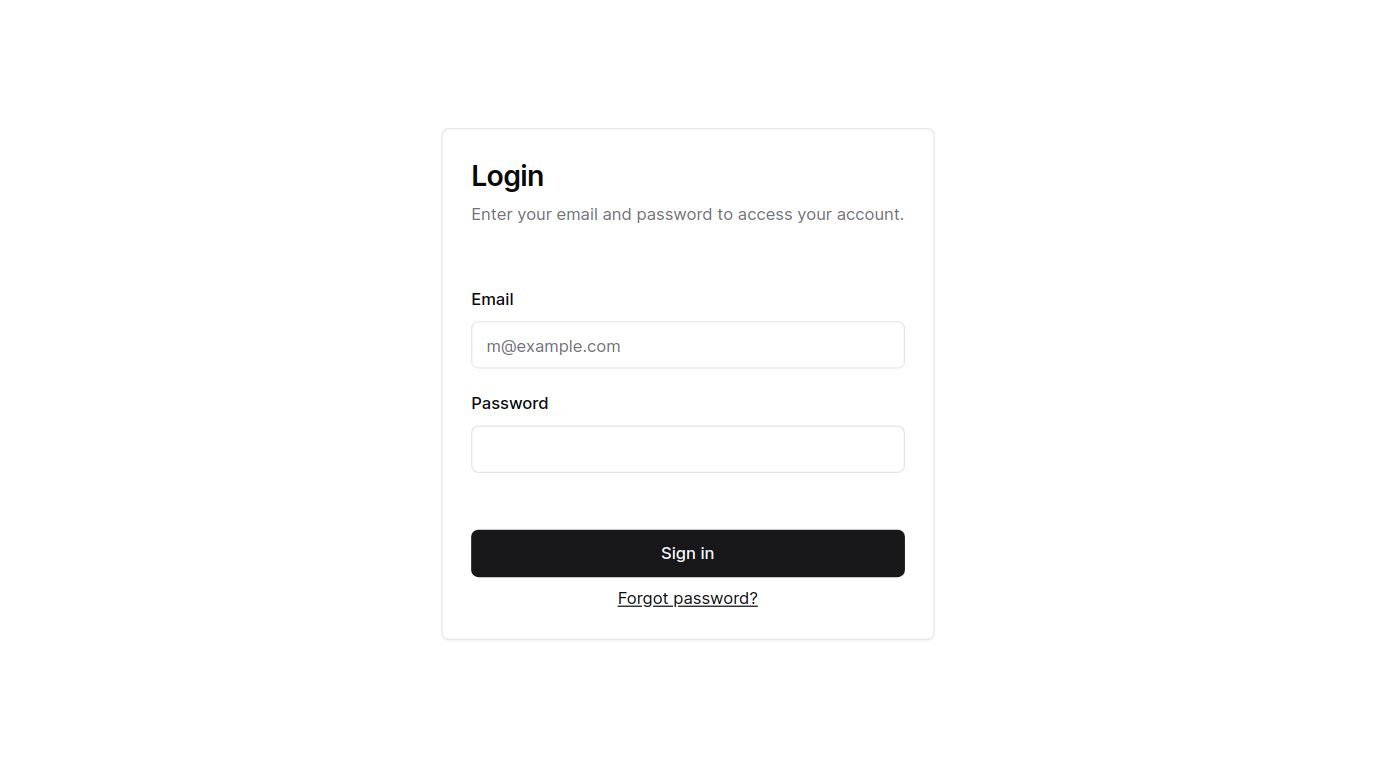 Login
Enter your email and password to access your account.
Email
m@example.com
Password
Sign in
Forgot password?